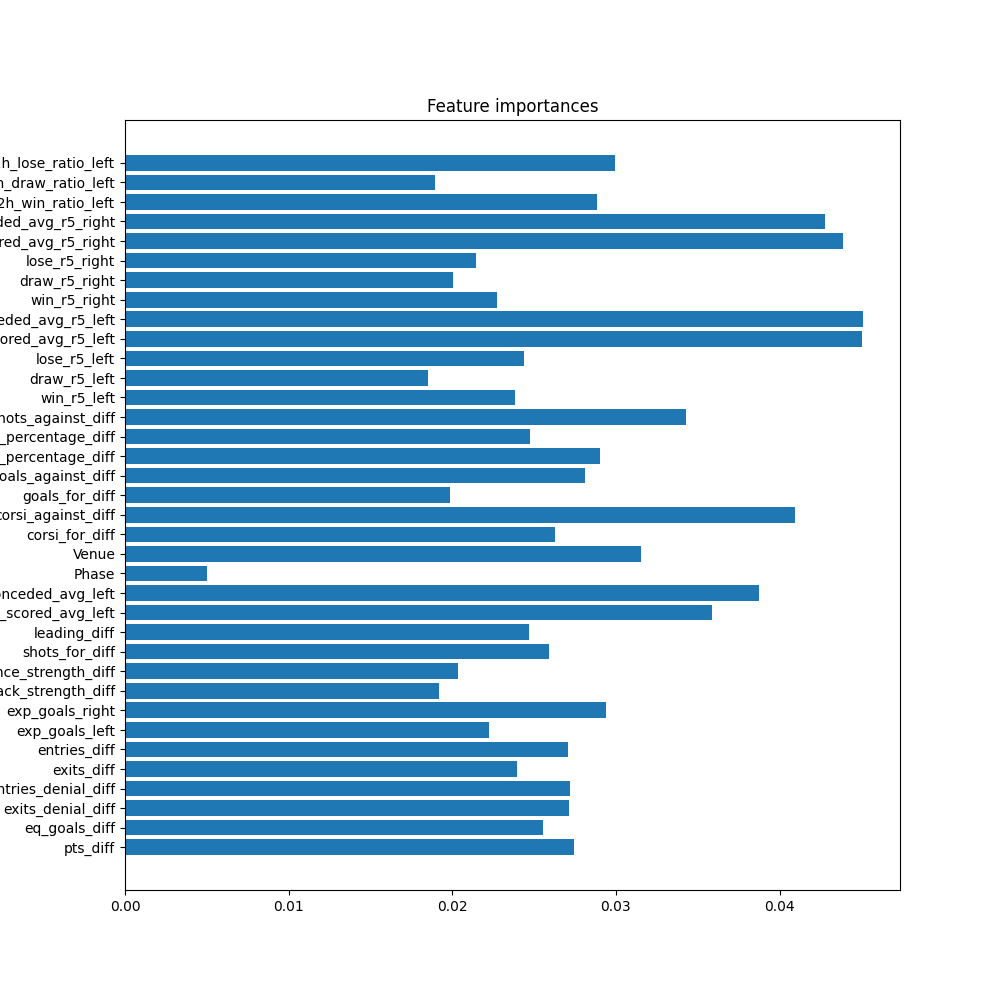 Feature importances
h_lose_ratio_left
n_draw_ratio_left
2h_win_ratio_left
ded_avg_r5_right
red_avg_r5_right
lose_r5_right
draw_r5_right
win_r5_right
eded_avg_r5_left
ored_avg_r5_left
lose_r5_left
draw_r5_left
win_r5_left
hots_against_diff
_percentage_diff
_percentage_diff
oals_against_diff
goals_for_diff
corsi_against_diff
corsi_for_diff
Venue
Phase
onceded_avg_left
_scored_avg_left
leading_diff
shots_for_diff
nce_strength_diff
ack_strength_diff
exp_goals_right
exp_goals_left
entries_diff
exits_diff
ntries_denial_diff
exits_denial_diff
eq_goals_diff
pts_diff
0.00 0.01 0.02 0.03 0.04